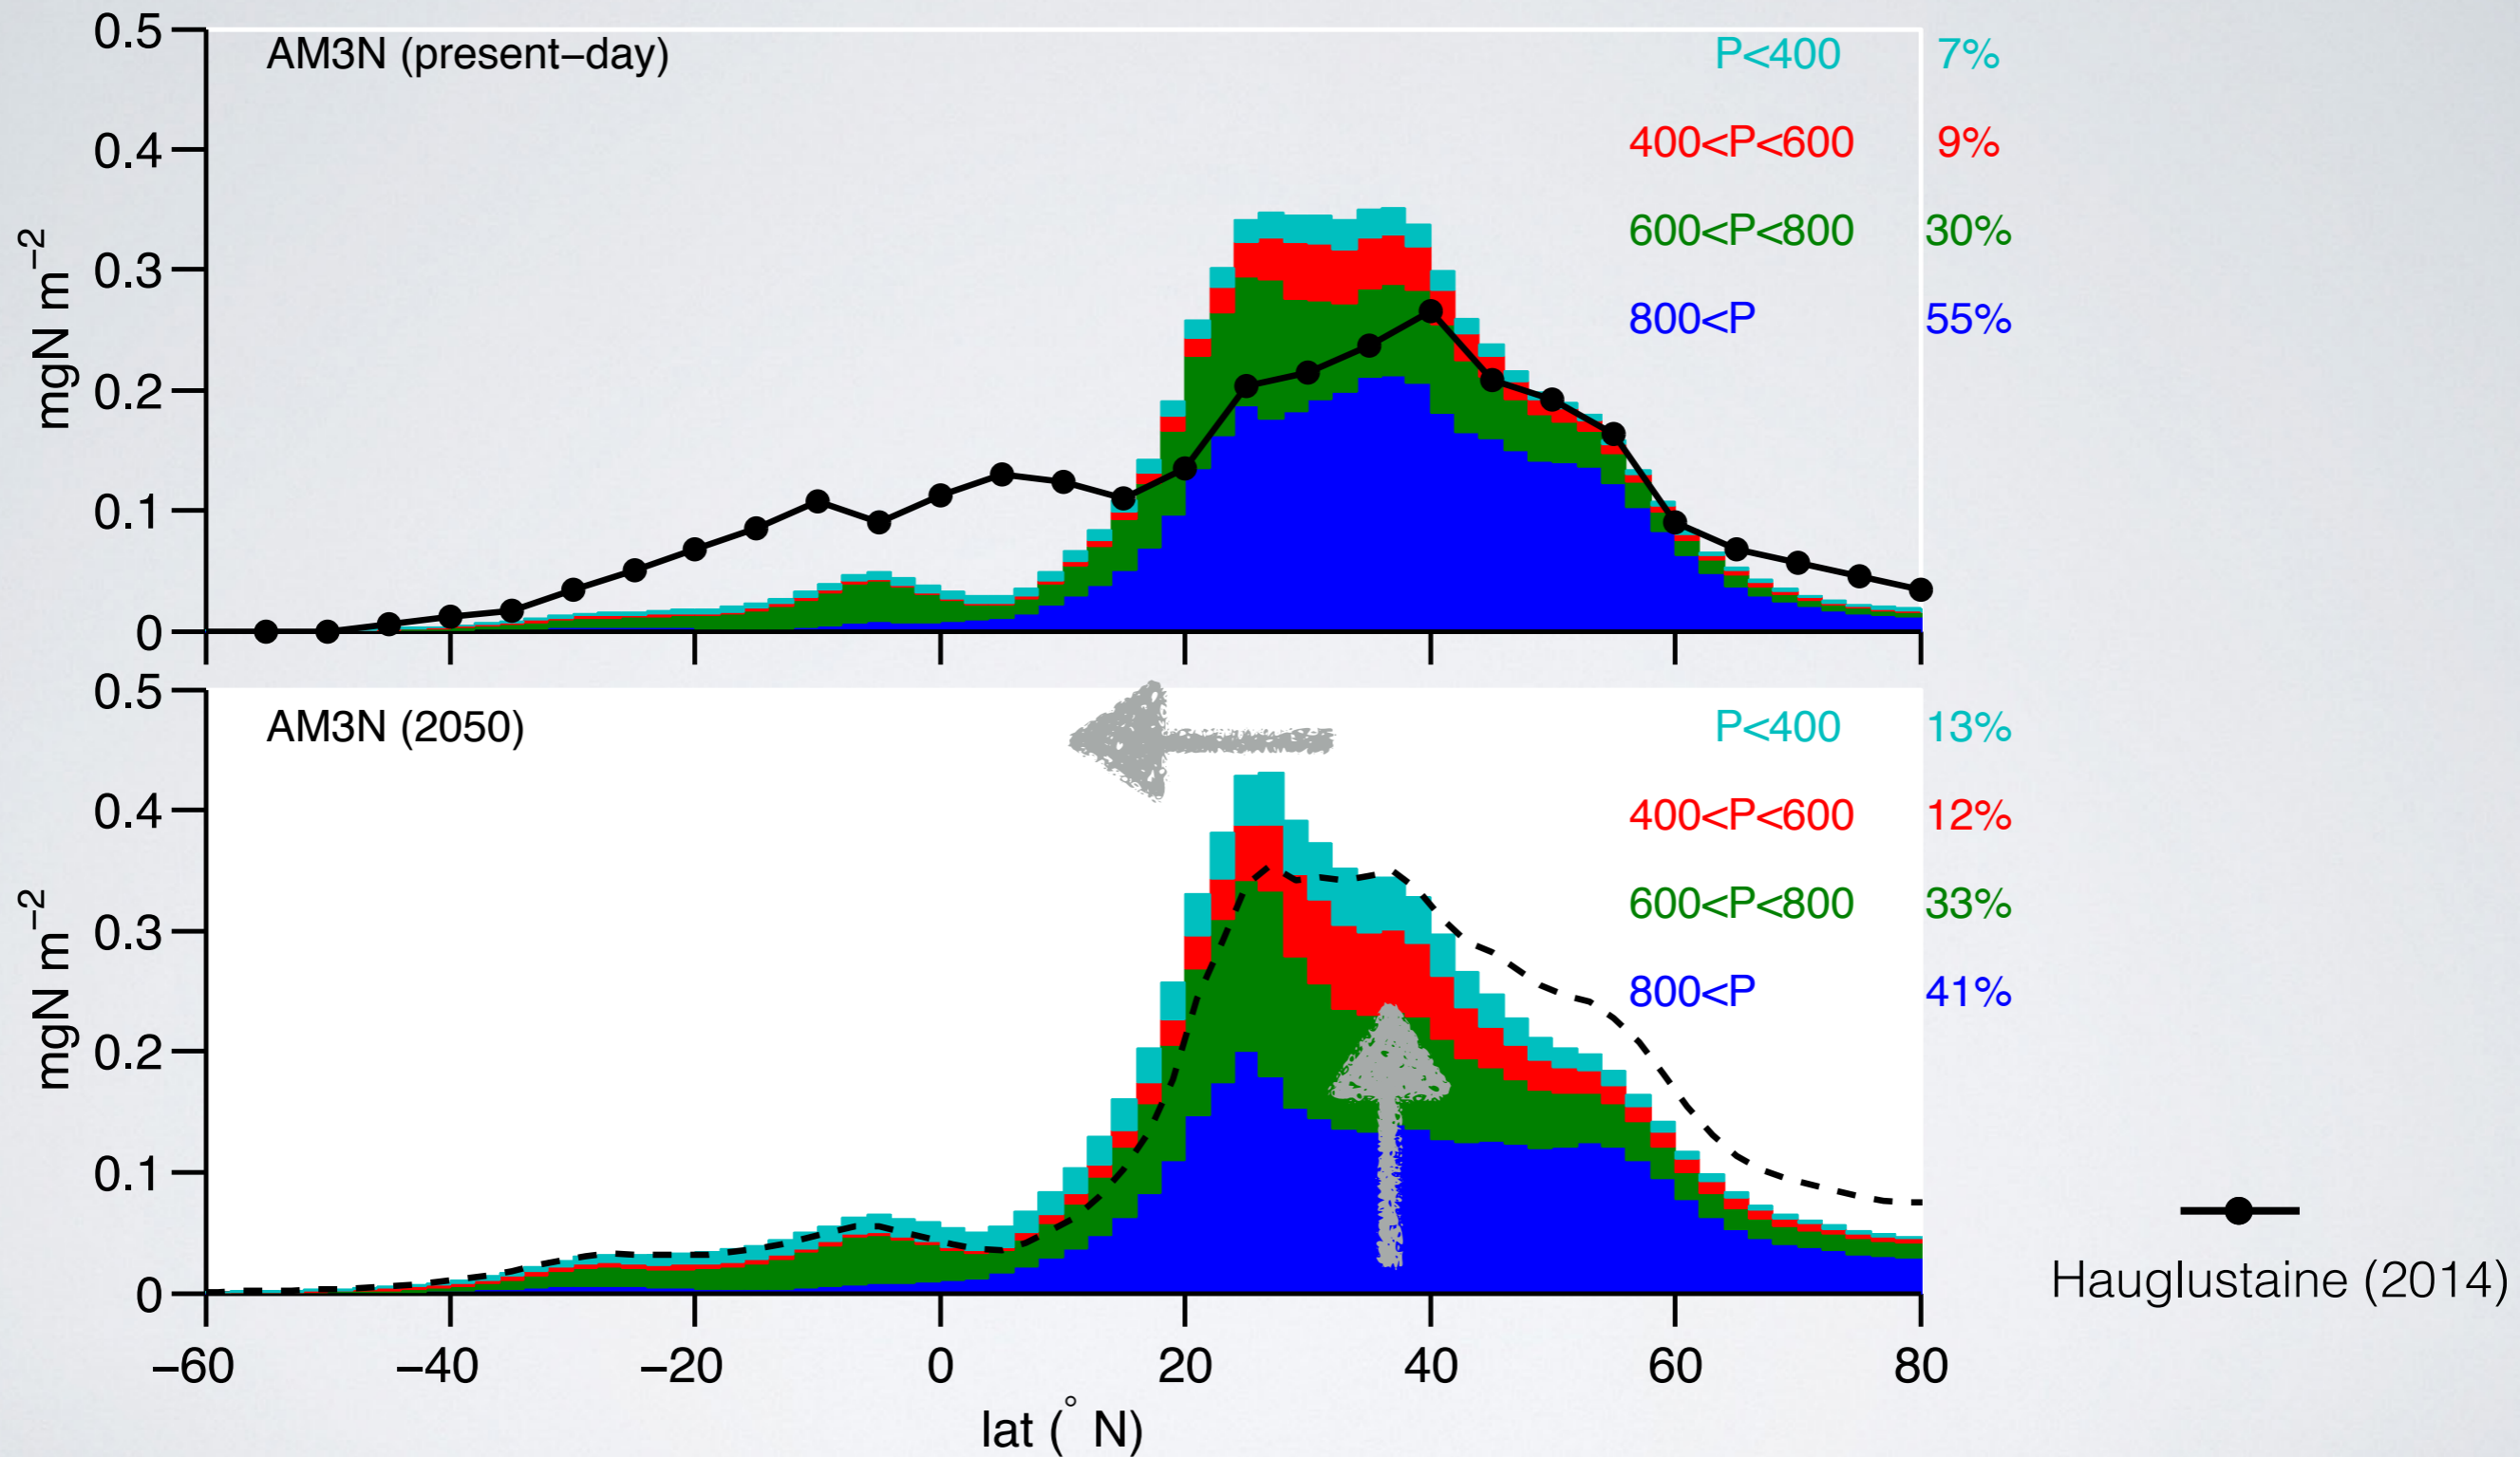 AM3N (present–day)
P<400 7%
400<P<600 9%
600<P<800 30%
800<P 55%
0.5
0.4
0.3
0.2
0.1
0
mgN m−2
AM3N (2050)
P<400 13%
400<P<600 12%
600<P<800 33%
800<P 41%
0.5
0.4
0.3
0.2
0.1
0
mgN m−2
−60 −40 −20 0 20 40 60 80
lat (° N)
Hauglustaine (2014)